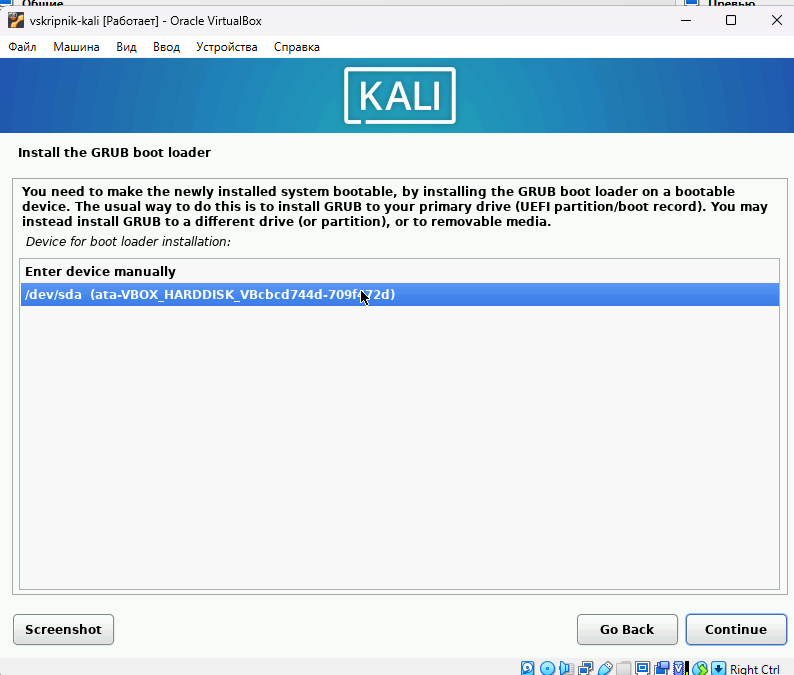 Общие
Превью
vskripnik-kali [Работает] - Oracle VirtualBox
Файл Машина Вид Ввод Устройства Справка
KALI
Install the GRUB boot loader
You need to make the newly installed system bootable, by installing the GRUB boot loader on a bootable
device. The usual way to do this is to install GRUB to your primary drive (UEFI partition/boot record). You may
instead install GRUB to a different drive (or partition), or to removable media.
Device for boot loader installation:
Enter device manually
/dev/sda (ata-VBOX_HARDDISK_VBcbcd744d-709f
Screenshot
Go Back
Continue
Right Ctrl